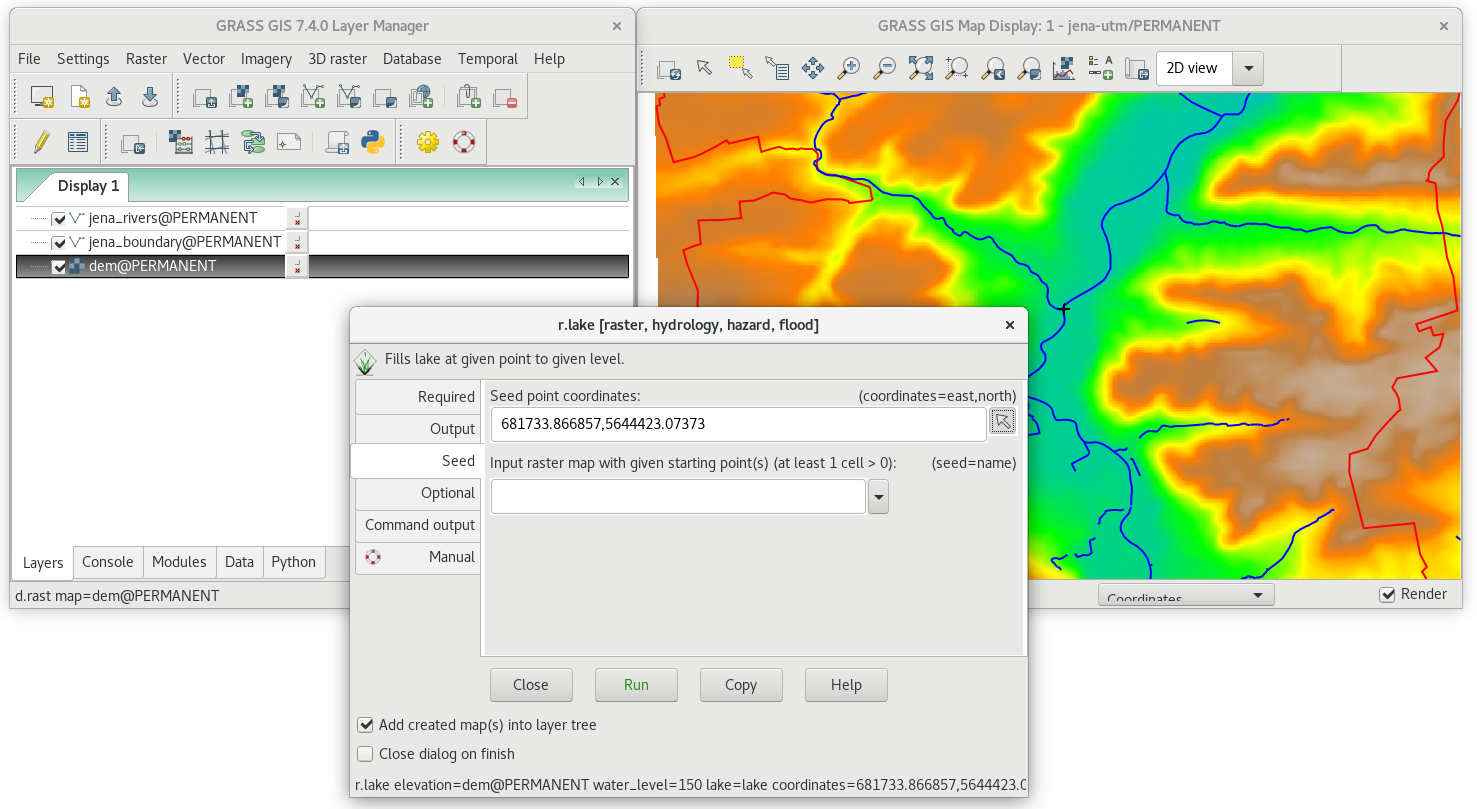 GRASS GIS 7.4.0 Layer Manager
File Settings Raster Vector Imagery 3D raster Database Volumes Temporal Help
Display 1
jena_rivers@PERMANENT
jena_boundary@PERMANENT
dem@PERMANENT
Layers Console Modules Data Python
d.rast map=dem@PERMANENT
GRASS GIS Map Display: 1 - jena-utm/PERMANENT
2D view
Coordinates
Render
r.lake [raster, hydrology, hazard, flood]
Fills lake at given point to given level.
Required
Output
Seed
Optional
Command output
Manual
Seed point coordinates: (coordinates=east,north)
681733.866857,5644423.07373
Input raster map with given starting point(s) (at least 1 cell > 0): (seed=name)
Close Run Copy Help
Add created map(s) into layer tree
Close dialog on finish
r.lake elevation=dem@PERMANENT water_level=150 lake=lake coordinates=681733.866857,5644423.0